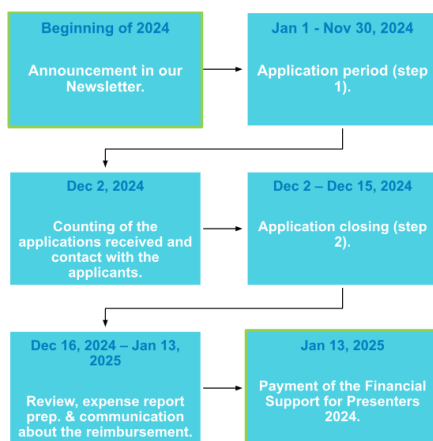 Beginning of 2024
Announcement in our
Newsletter.
Jan 1 - Nov 30, 2024
Application period (step
1).
Dec 2, 2024
Counting of the
applications received and
contact with the
applicants.
Dec 2 – Dec 15, 2024
Application closing (step
2).
Dec 16, 2024 – Jan 13,
2025
Review, expense report
prep. & communication
about the reimbursement.
Jan 13, 2025
Payment of the Financial
Support for Presenters
2024.